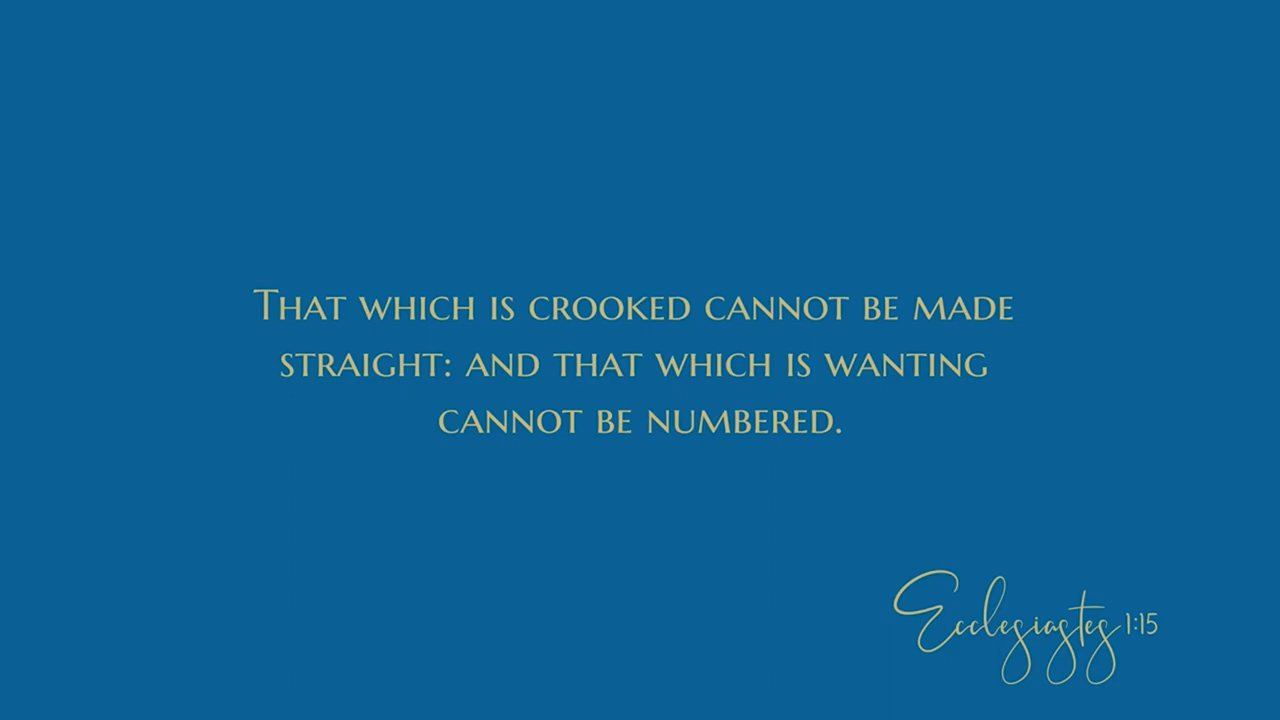 That which is crooked cannot be made
straight: and that which is wanting
cannot be numbered.
Ecclesiastes 1:15